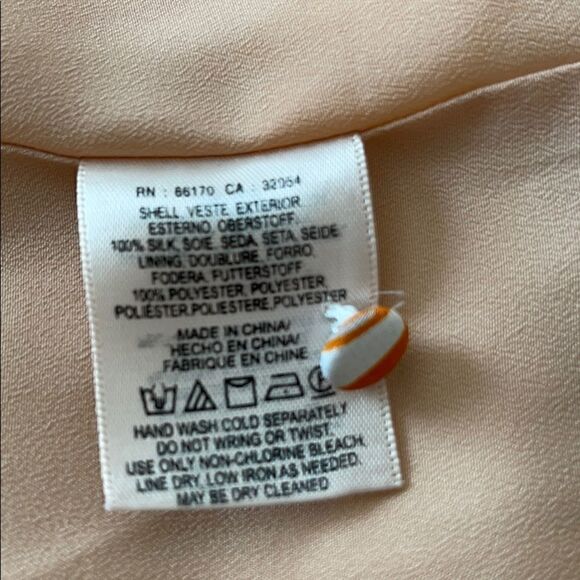 RN : 66170 CA : 32054
SHELL, VESTE, EXTERIOR,
ESTERNO, OBERSTOFF.
100% SILK, SOIE, SEDA, SETA, SEIDE
LINING, DOUBLURE, FORRO,
FODERA, FUTTERSTOFF
100% POLYESTER, POLYESTER,
POLIÉSTER,POLIESTERE,POLYESTER
MADE IN CHINA/
HECHO EN CHINA/
FABRIQUE EN CHINE
HAND WASH COLD SEPARATELY
DO NOT WRING OR TWIST.
USE ONLY NON-CHLORINE BLEACH.
LINE DRY, LOW IRON AS NEEDED.
MAY BE DRY CLEANED